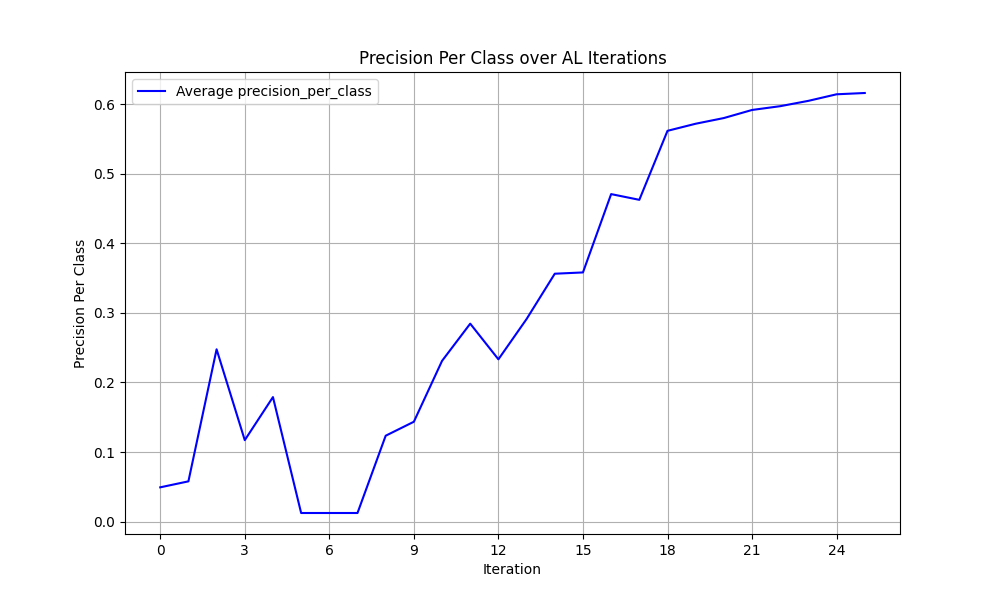 Precision Per Class over AL Iterations
Average precision_per_class
0.6
0.5
0.4
0.3
0.2
0.1
0.0
Precision Per Class
0 3 6 9 12 15 18 21 24
Iteration